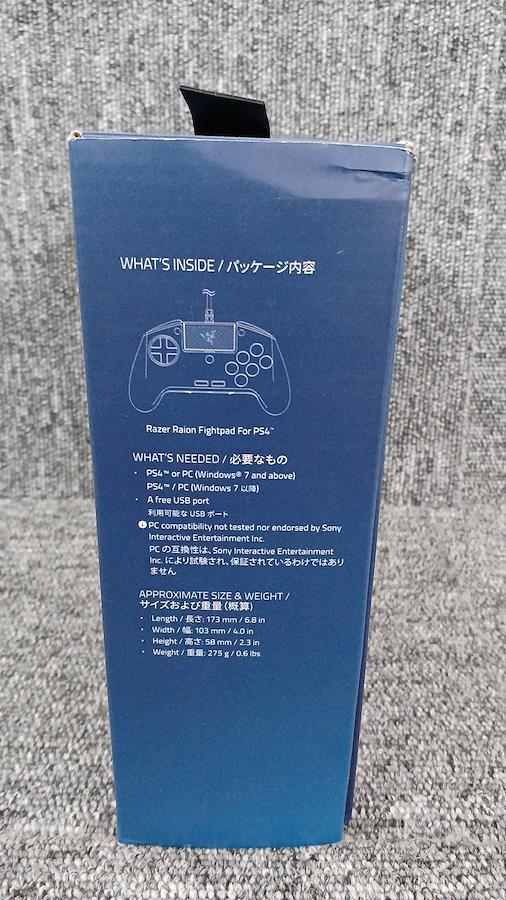 WHAT'S INSIDE / パッケージ内容
Razer Raion Fightpad For PS4™
WHAT'S NEEDED / 必要なもの
· PS4™ or PC (Windows® 7 and above)
PS4™ / PC (Windows 7 以降)
· A free USB port
利用可能な USB ポート
PC compatibility not tested nor endorsed by Sony
Interactive Entertainment Inc.
PC の互換性は、Sony Interactive Entertainment
Inc. により試験され、保証されているわけではあり
ません
APPROXIMATE SIZE & WEIGHT /
サイズおよび重量 (概算)
· Length / 長さ: 173 mm / 6.8 in
· Width / 幅: 103 mm / 4.0 in
· Height / 高さ: 58 mm / 2.3 in
· Weight / 重量: 275 g / 0.6 lbs